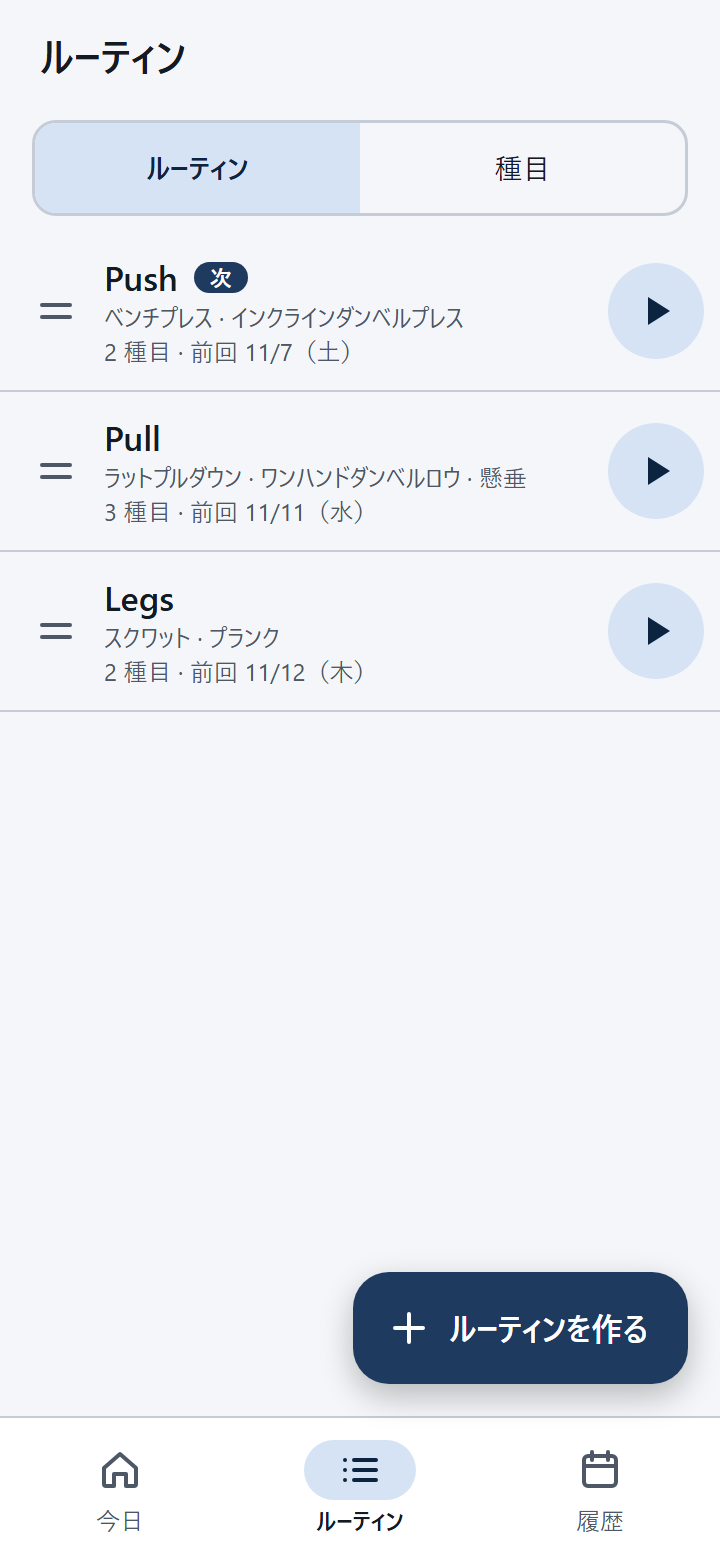 ルーティン
ルーティン 種目
Push 次
ベンチプレス · インクラインダンベルプレス
2 種目 · 前回 11/7（土）
Pull
ラットプルダウン · ワンハンドダンベルロウ · 懸垂
3 種目 · 前回 11/11（水）
Legs
スクワット · プランク
2 種目 · 前回 11/12（木）
ルーティンを作る
今日 ルーティン 履歴